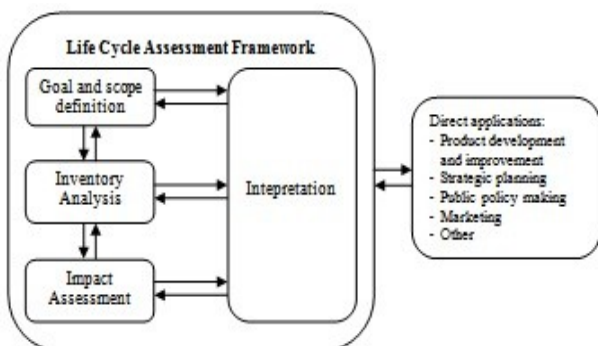 Life Cycle Assessment Framework
Goal and scope
definition
Inventory
Analysis
Impact
Assessment
Intepretation
Direct applications:
- Product development
and improvement
- Strategic planning
- Public policy making
- Marketing
- Other